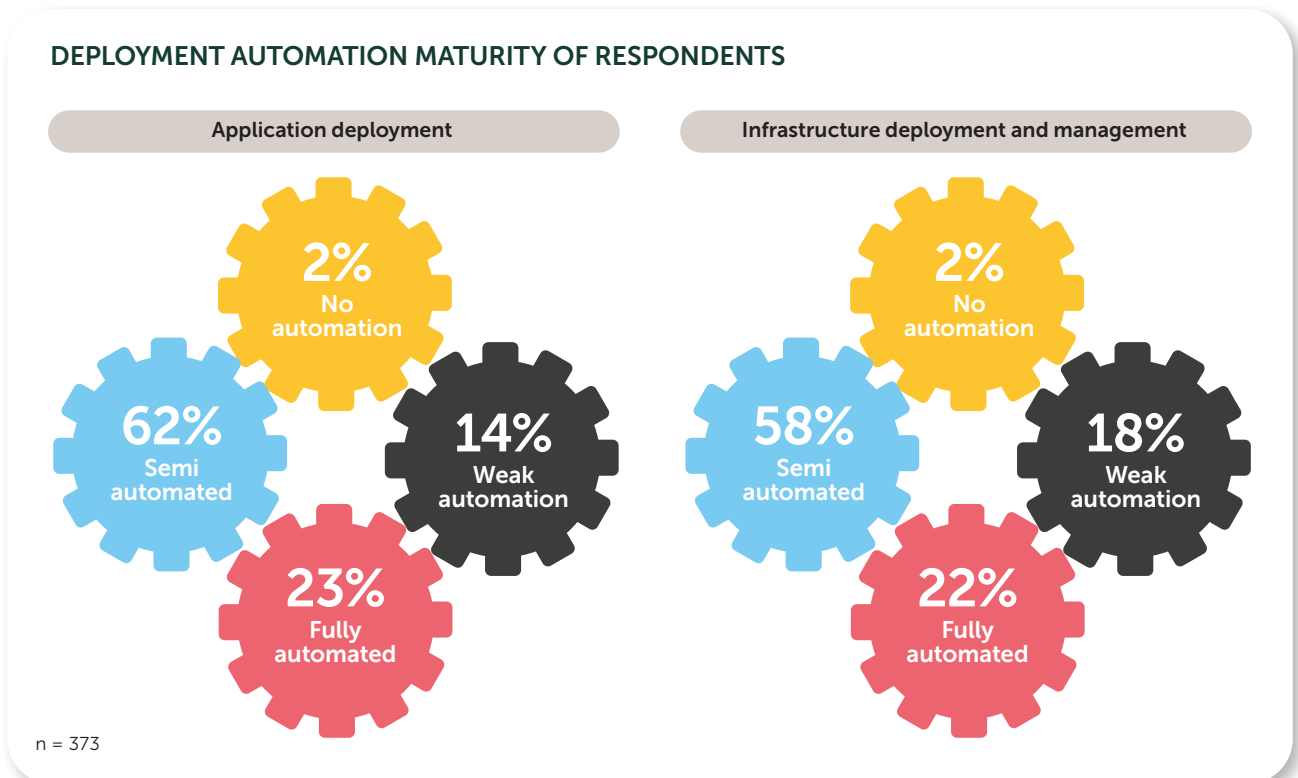 DEPLOYMENT AUTOMATION MATURITY OF RESPONDENTS
Application deployment
2%
No
automation
62%
Semi
automated
14%
Weak
automation
23%
Fully
automated
Infrastructure deployment and management
2%
No
automation
58%
Semi
automated
18%
Weak
automation
22%
Fully
automated
n = 373